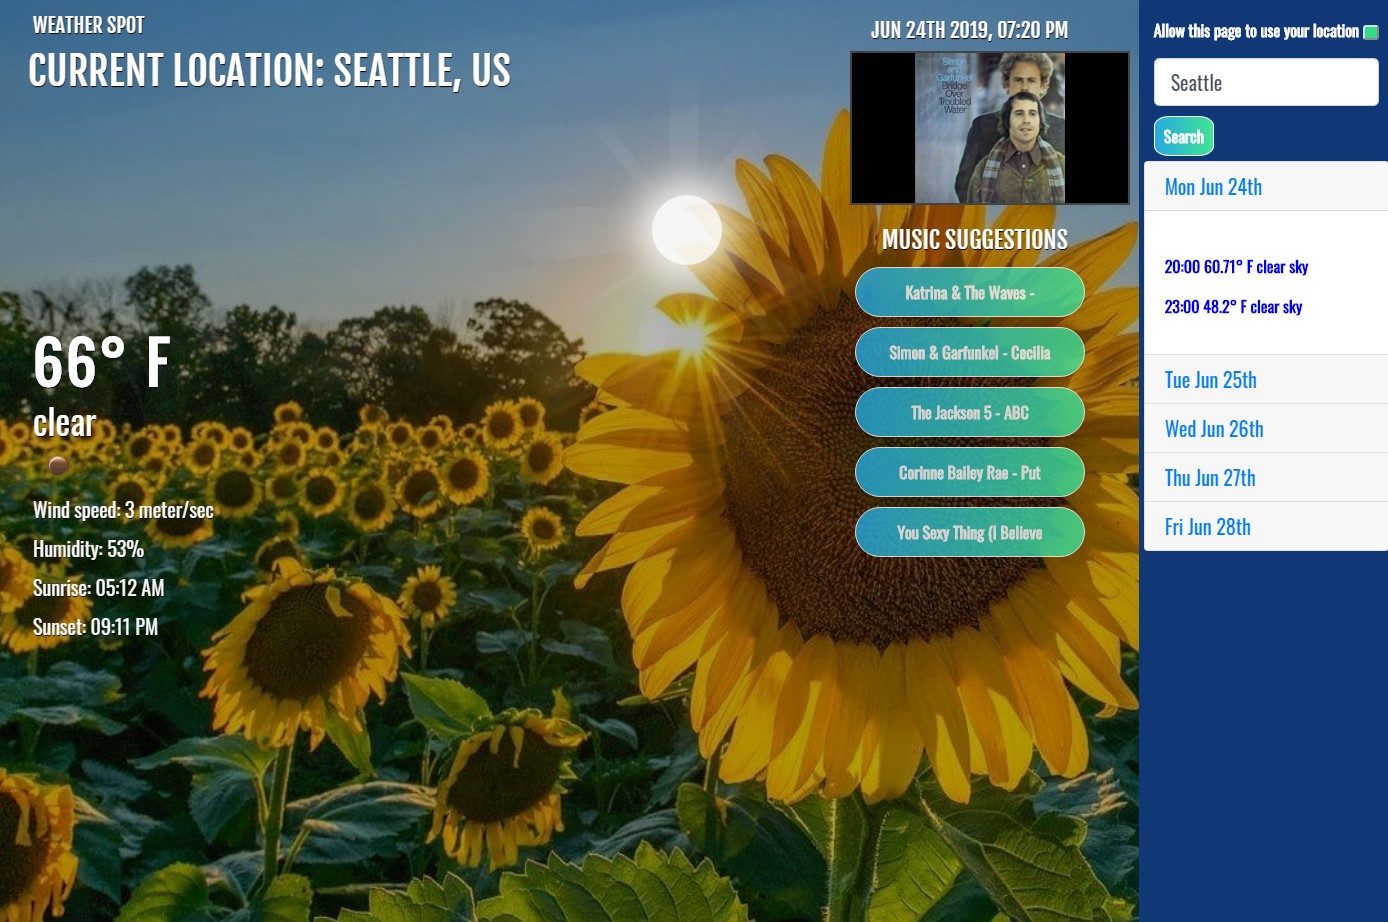 WEATHER SPOT
CURRENT LOCATION: SEATTLE, US
66° F
clear
Wind speed: 3 meter/sec
Humidity: 53%
Sunrise: 05:12 AM
Sunset: 09:11 PM
JUN 24TH 2019, 07:20 PM
Simon
and
Garfunkel
Bridge
Over
Troubled
Water
MUSIC SUGGESTIONS
Katrina & The Waves -
Simon & Garfunkel - Cecilia
The Jackson 5 - ABC
Corinne Bailey Rae - Put
You Sexy Thing (I Believe
Allow this page to use your location
Seattle
Search
Mon Jun 24th
20:00 60.71° F clear sky
23:00 48.2° F clear sky
Tue Jun 25th
Wed Jun 26th
Thu Jun 27th
Fri Jun 28th